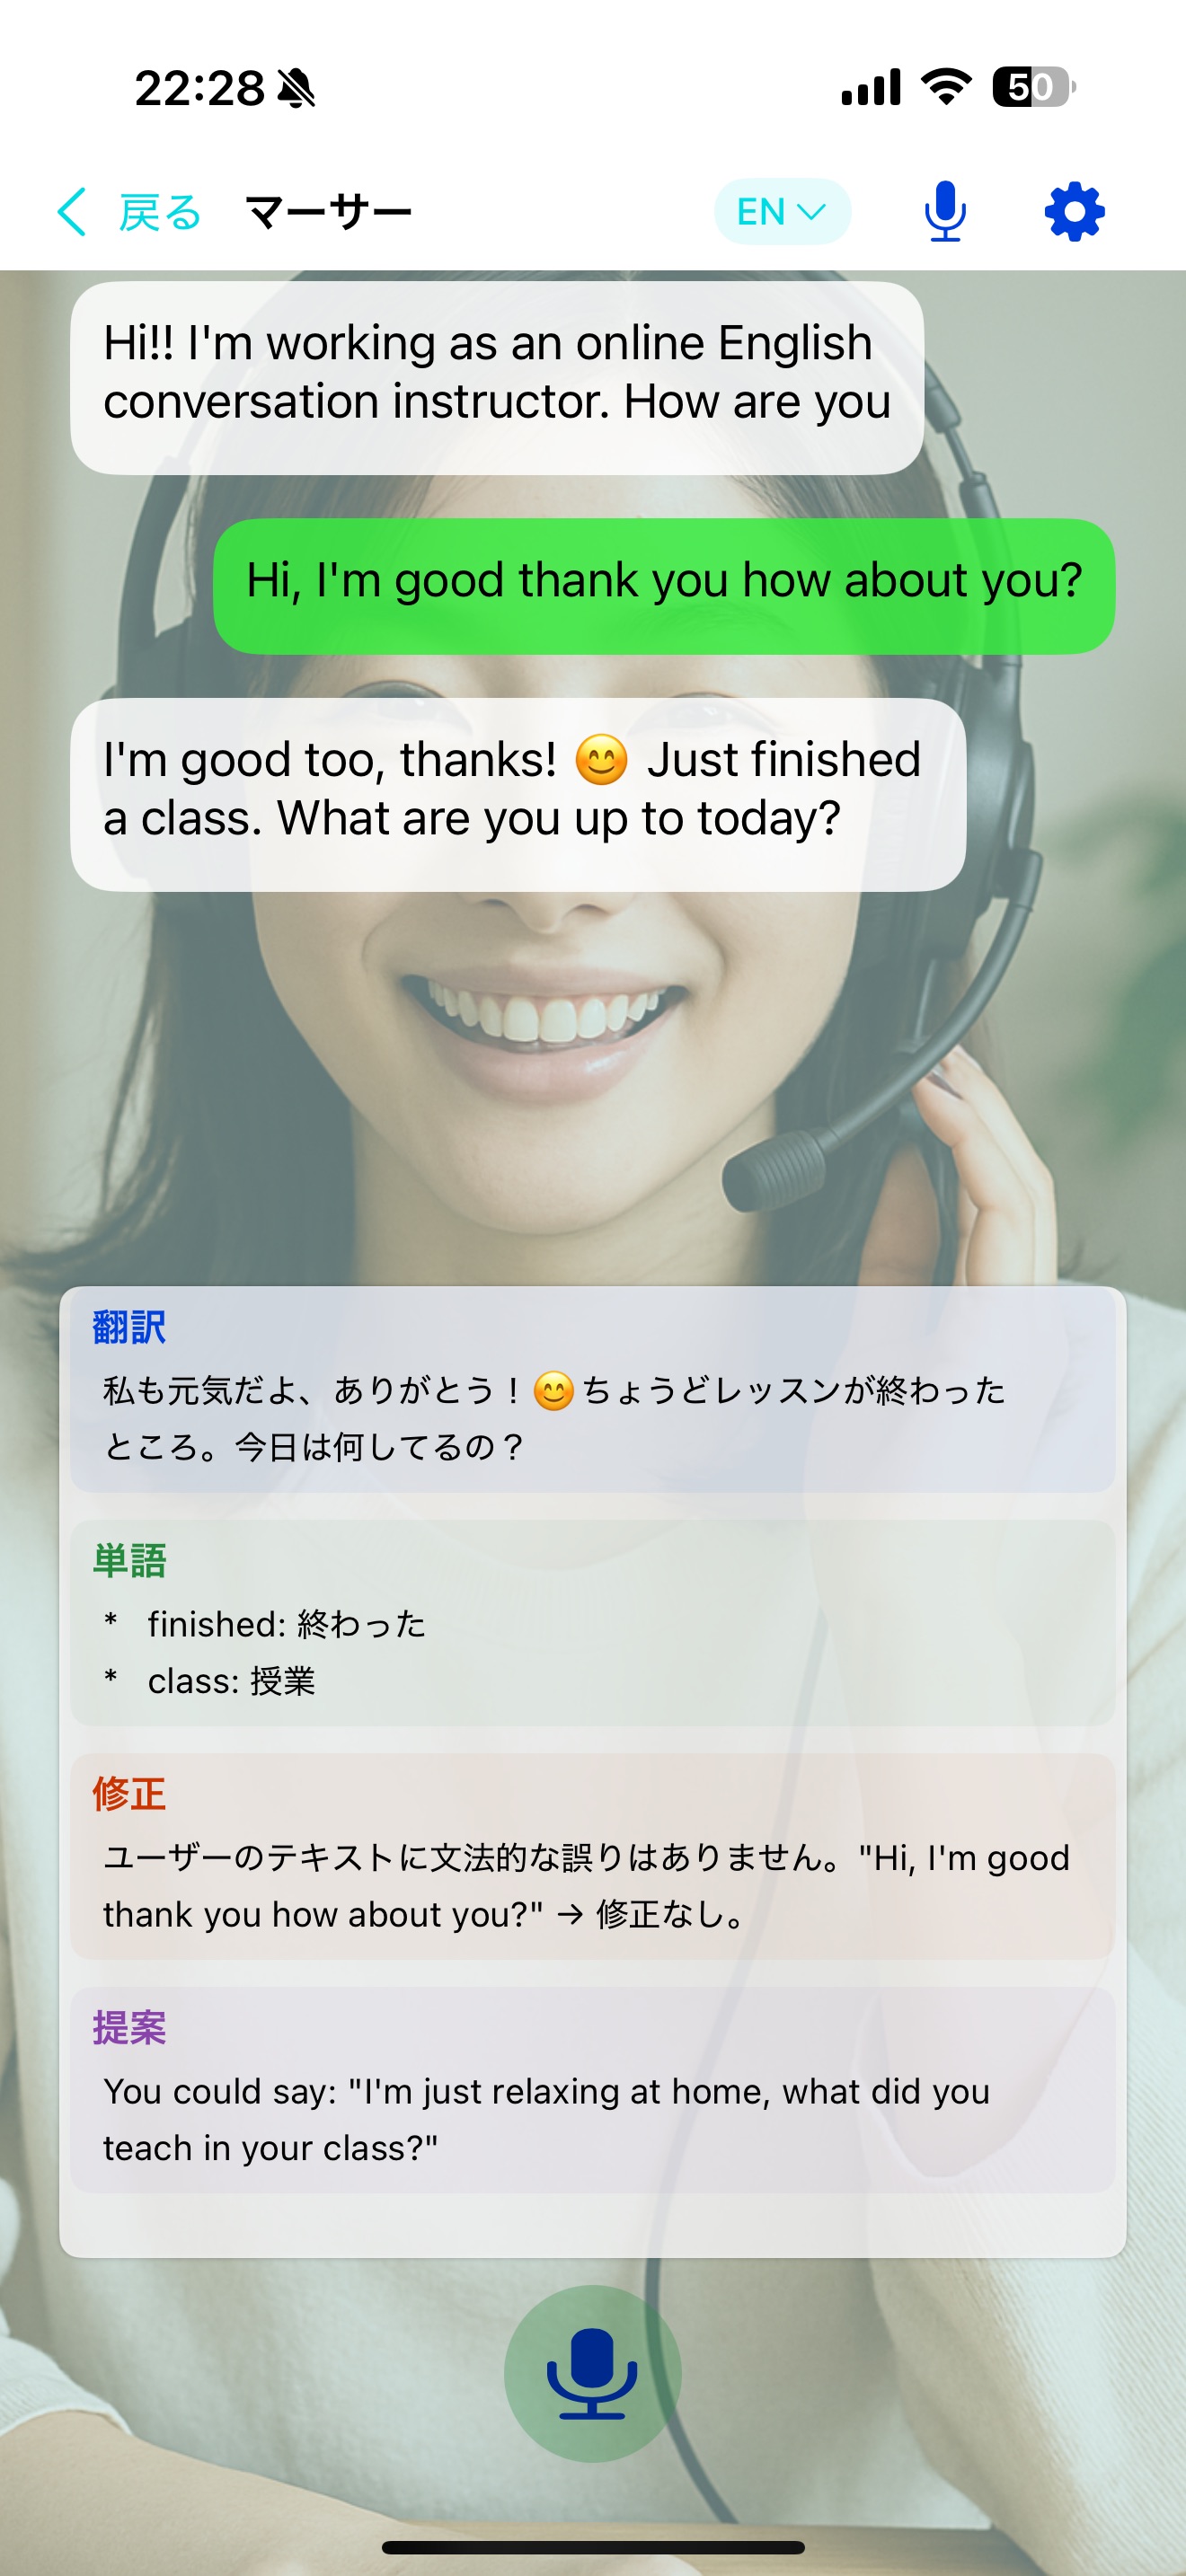 22:28
50
戻る マーサー EN
Hi!! I'm working as an online English
conversation instructor. How are you
Hi, I'm good thank you how about you?
I'm good too, thanks! 😊 Just finished
a class. What are you up to today?
翻訳
私も元気だよ、ありがとう！😊ちょうどレッスンが終わった
ところ。今日は何してるの？
単語
* finished: 終わった
* class: 授業
修正
ユーザーのテキストに文法的な誤りはありません。"Hi, I'm good
thank you how about you?" → 修正なし。
提案
You could say: "I'm just relaxing at home, what did you
teach in your class?"